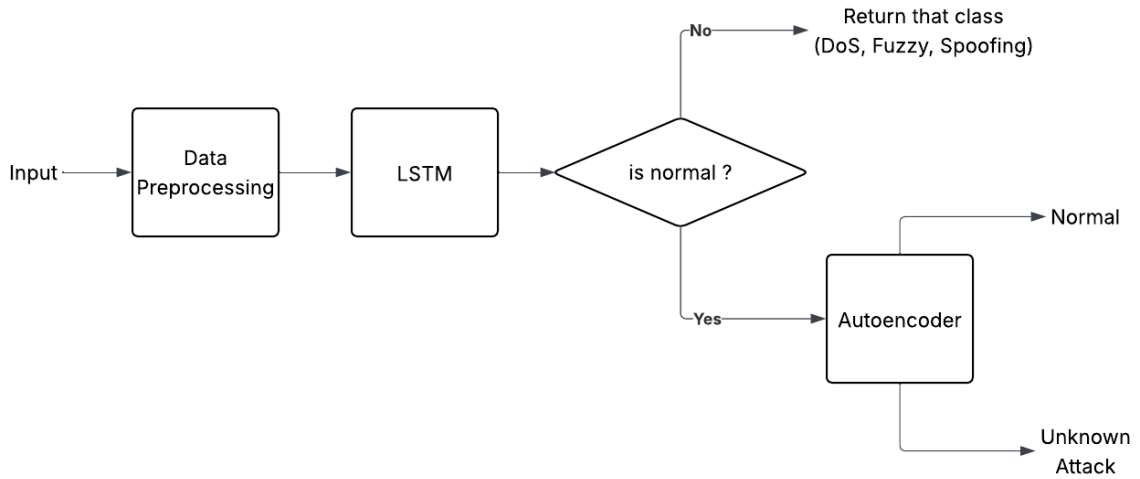 Input
Data
Preprocessing
LSTM
is normal ?
No
Return that class
(DoS, Fuzzy, Spoofing)
Yes
Autoencoder
Normal
Unknown
Attack